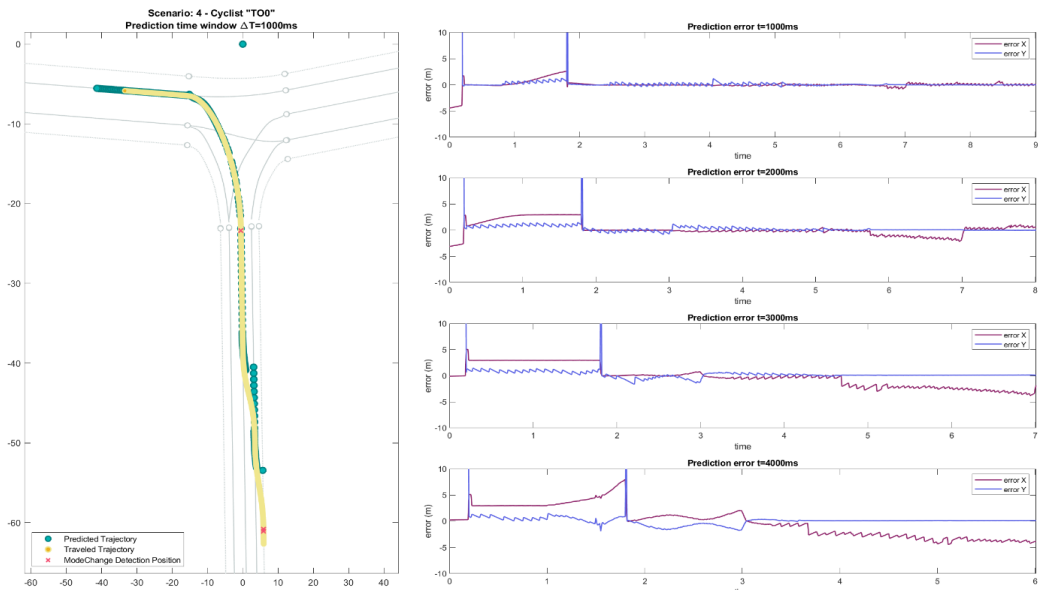 Scenario: 4 - Cyclist "TO0"
Prediction time window ΔT=1000ms
0
-10
-20
-30
-40
-50
-60
-60 -50 -40 -30 -20 -10 0 10 20 30 40
Predicted Trajectory
Traveled Trajectory
ModeChange Detection Position
Prediction error t=1000ms
error (m)
10
5
0
-5
-10
error X
error Y
0 1 2 3 4 5 6 7 8 9
time
Prediction error t=2000ms
error (m)
10
5
0
-5
-10
error X
error Y
0 1 2 3 4 5 6 7 8
time
Prediction error t=3000ms
error (m)
10
5
0
-5
-10
error X
error Y
0 1 2 3 4 5 6 7
time
Prediction error t=4000ms
error (m)
10
5
0
-5
-10
error X
error Y
0 1 2 3 4 5 6